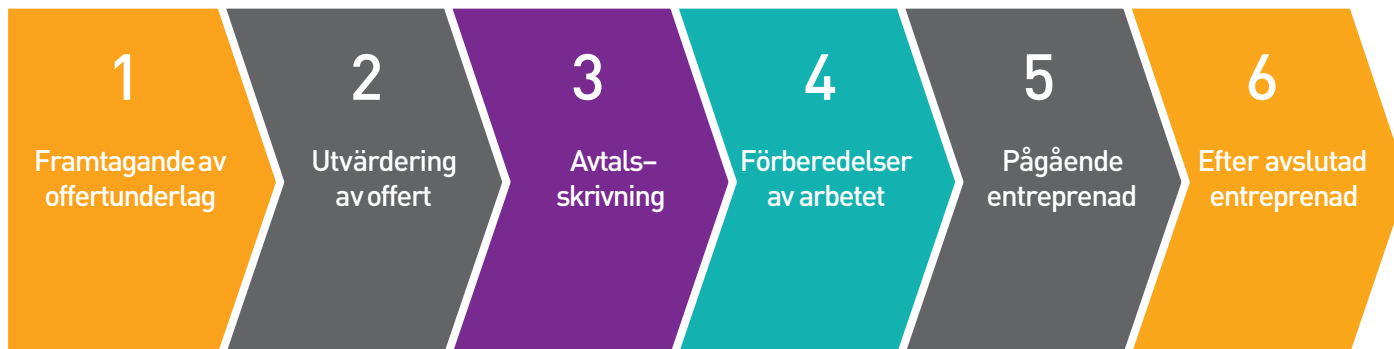 1
Framtagande av
offertunderlag
2
Utvärdering
av offert
3
Avtals–
skrivning
4
Förberedelser
av arbetet
5
Pågående
entreprenad
6
Efter avslutad
entreprenad